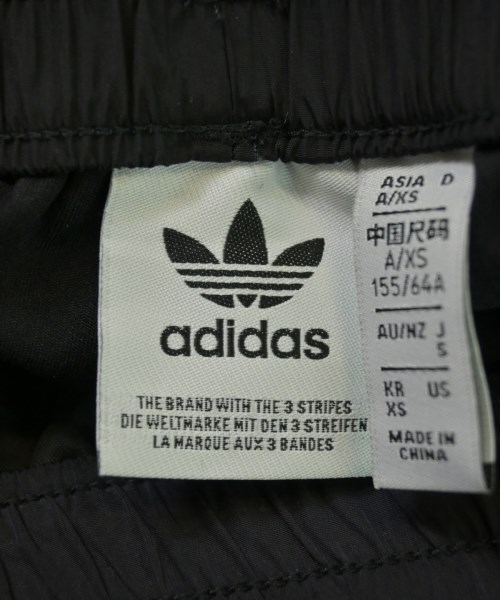 adidas
THE BRAND WITH THE 3 STRIPES
DIE WELTMARKE MIT DEN 3 STREIFEN
LA MARQUE AUX 3 BANDES
ASIA D
A/XS
中国尺码
A/XS
155/64A
AU/NZ J
S
KR US
XS
MADE IN
CHINA